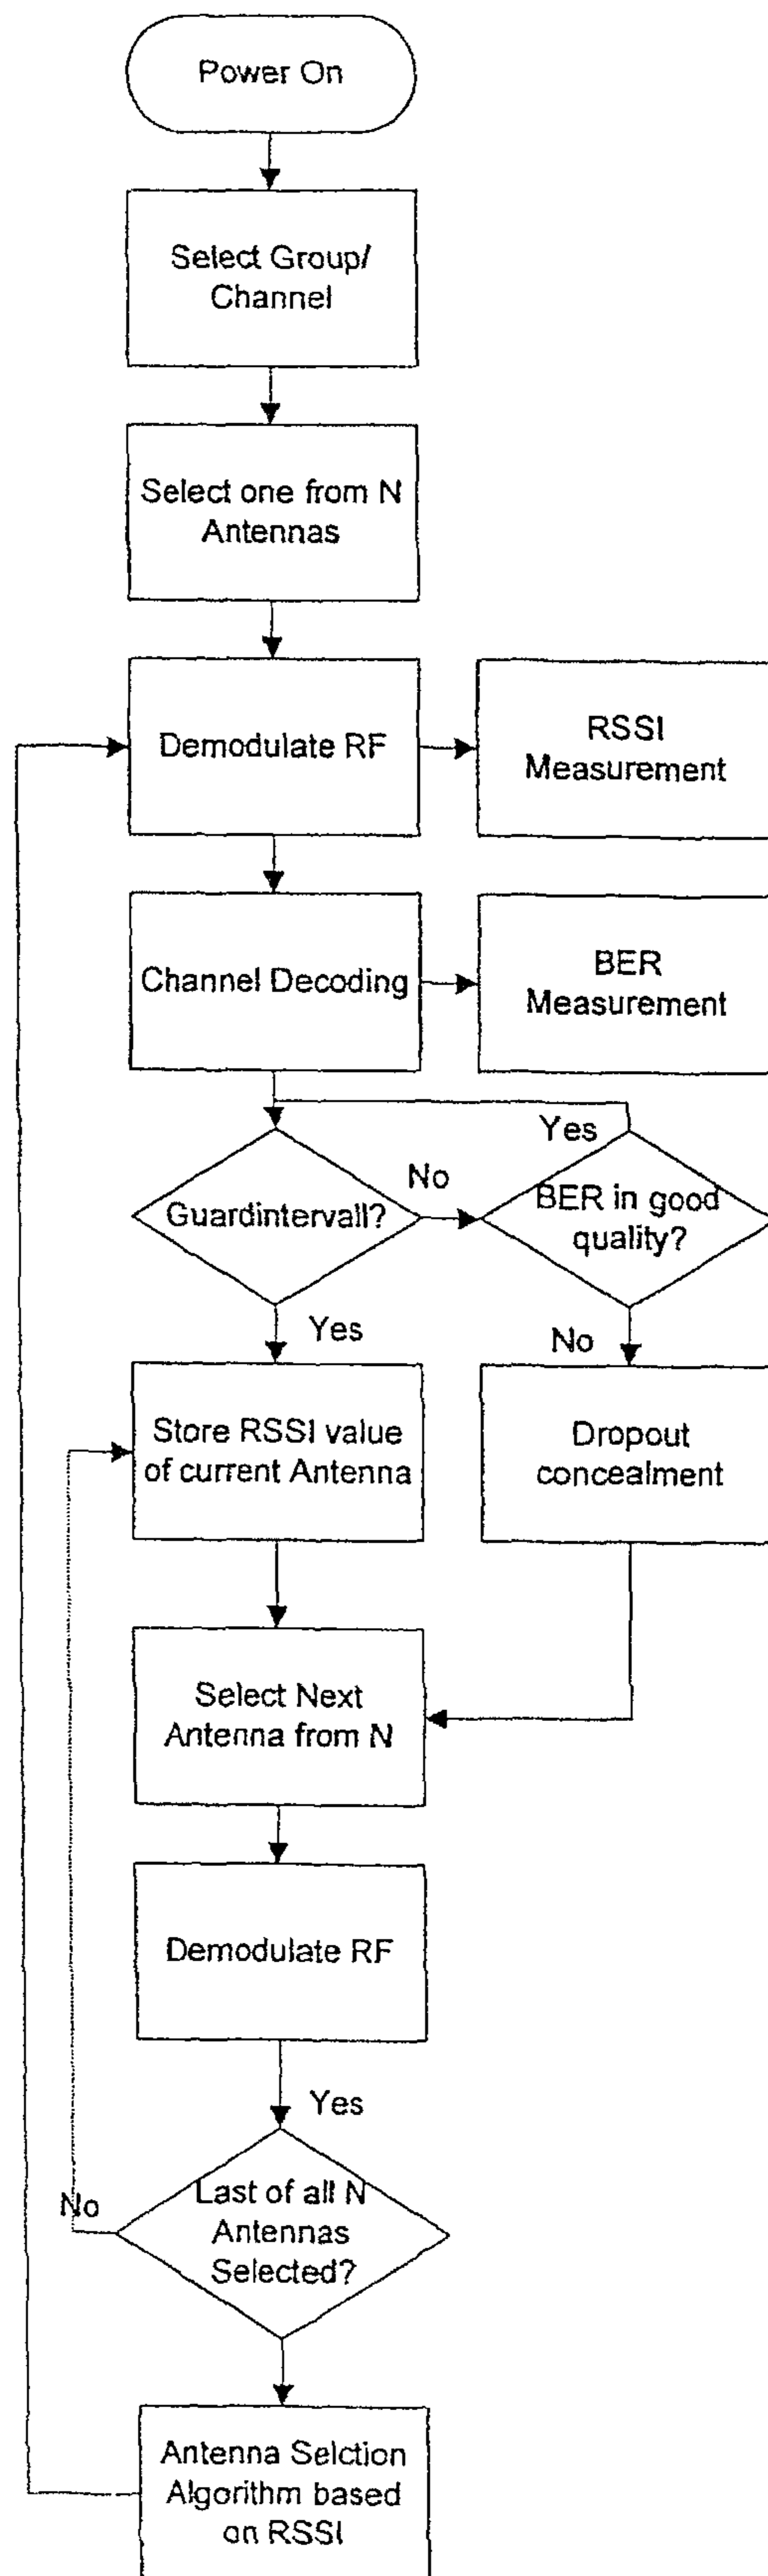 Power On
Select Group/
Channel
Select one from N
Antennas
Demodulate RF
RSSI
Measurement
Channel Decoding
BER
Measurement
Yes
No
Guardintervall?
BER in good
quality?
Yes
No
Store RSSI value
of current Antenna
Dropout
concealment
Select Next
Antenna from N
Demodulate RF
Yes
No
Last of all N
Antennas
Selected?
Antenna Selction
Algorithm based
on RSSI